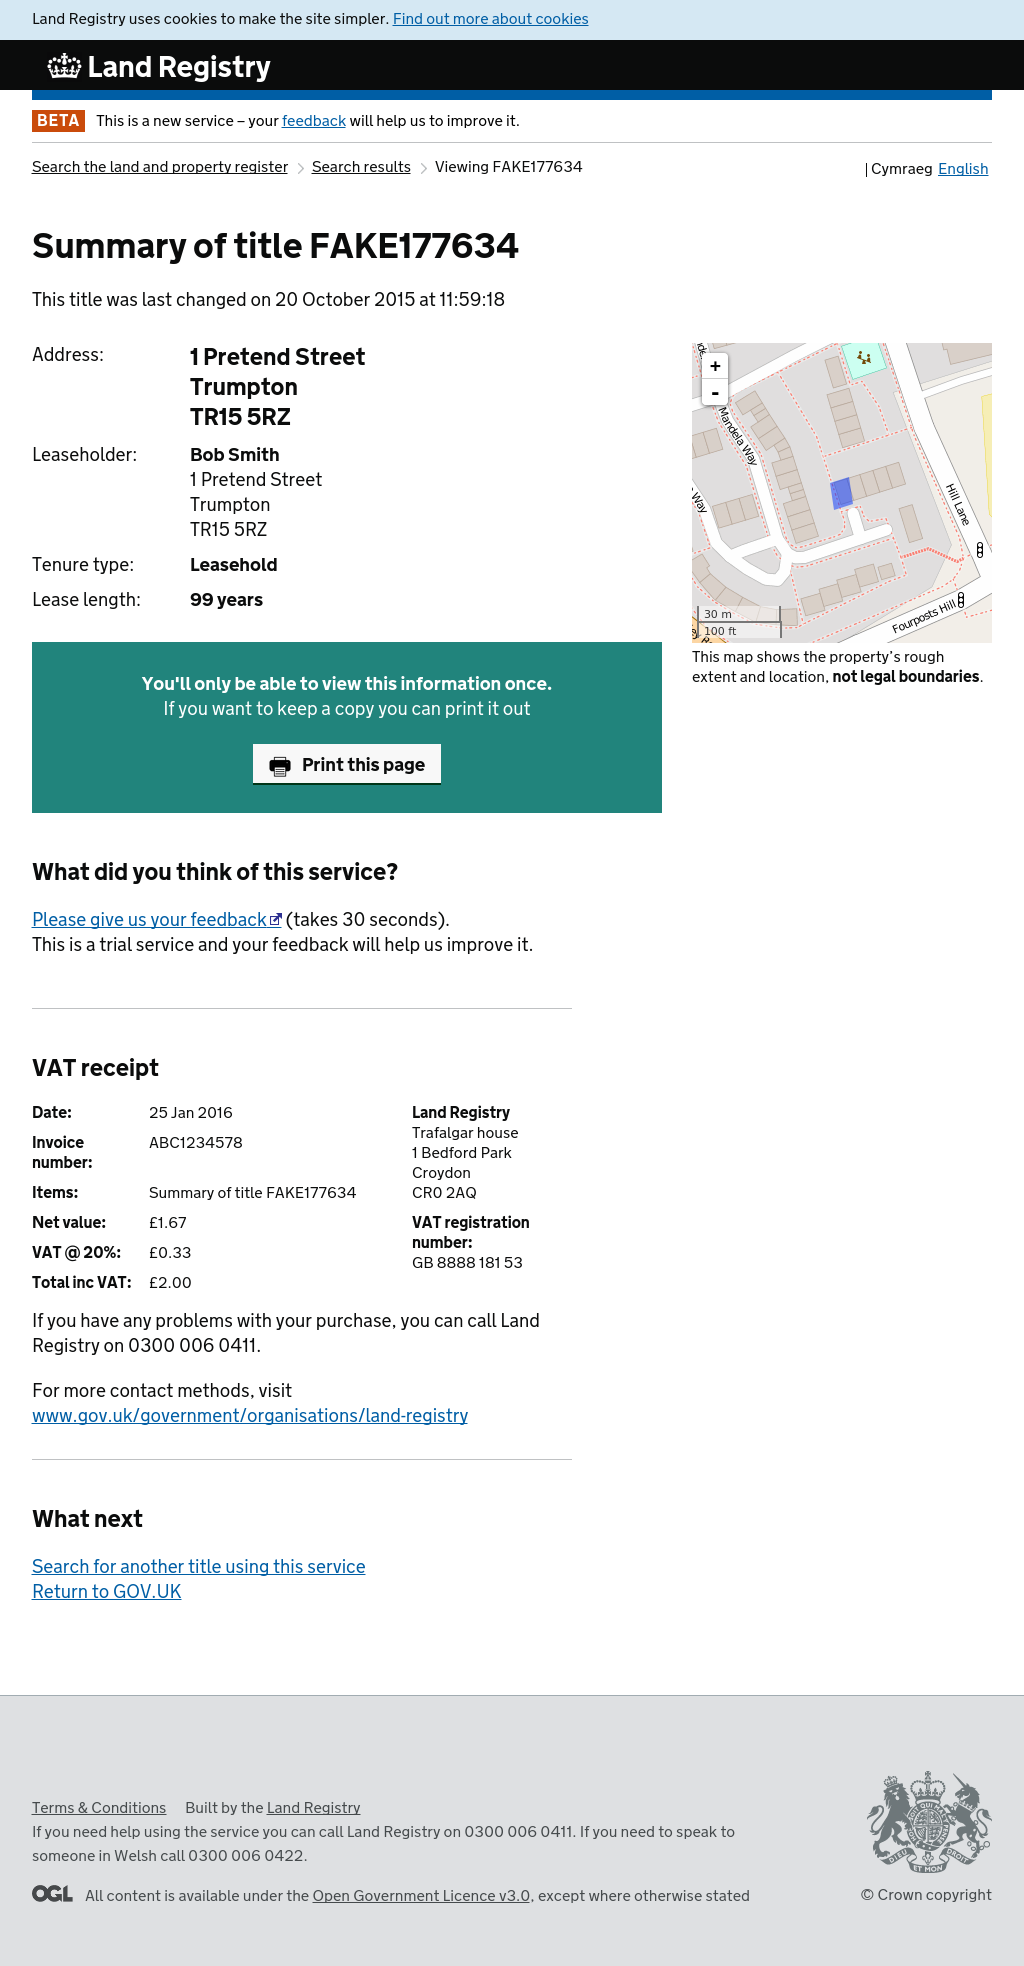 Land Registry uses cookies to make the site simpler. Find out more about cookies
Land Registry
BETA This is a new service – your feedback will help us to improve it.
Search the land and property register Search results Viewing FAKE177634
| Cymraeg English
Summary of title FAKE177634
This title was last changed on 20 October 2015 at 11:59:18
Address: 1 Pretend Street
Trumpton
TR15 5RZ
Leaseholder: Bob Smith
1 Pretend Street
Trumpton
TR15 5RZ
Tenure type: Leasehold
Lease length: 99 years
+
-
Mandela Way
Way
Hill Lane
Fourposts Hill
30 m
100 ft
This map shows the property's rough
extent and location, not legal boundaries.
You'll only be able to view this information once.
If you want to keep a copy you can print it out
Print this page
What did you think of this service?
Please give us your feedback (takes 30 seconds).
This is a trial service and your feedback will help us improve it.
VAT receipt
Date: 25 Jan 2016
Invoice
number: ABC1234578
Items: Summary of title FAKE177634
Net value: £1.67
VAT @ 20%: £0.33
Total inc VAT: £2.00
Land Registry
Trafalgar house
1 Bedford Park
Croydon
CR0 2AQ
VAT registration
number:
GB 8888 181 53
If you have any problems with your purchase, you can call Land
Registry on 0300 006 0411.
For more contact methods, visit
www.gov.uk/government/organisations/land-registry
What next
Search for another title using this service
Return to GOV.UK
Terms & Conditions Built by the Land Registry
If you need help using the service you can call Land Registry on 0300 006 0411. If you need to speak to
someone in Welsh call 0300 006 0422.
OGL All content is available under the Open Government Licence v3.0, except where otherwise stated
DIEU ET MON DROIT
© Crown copyright